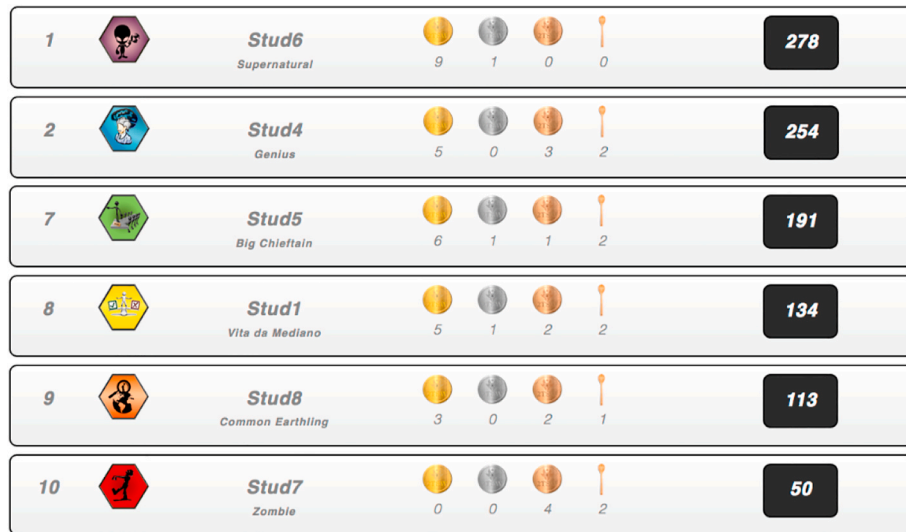 1 Stud6 278
Supernatural 9 1 0 0
2 Stud4 254
Genius 5 0 3 2
7 Stud5 191
Big Chieftain 6 1 1 2
8 Stud1 134
Vita da Mediano 5 1 2 2
9 Stud8 113
Common Earthling 3 0 2 1
10 Stud7 50
Zombie 0 0 4 2